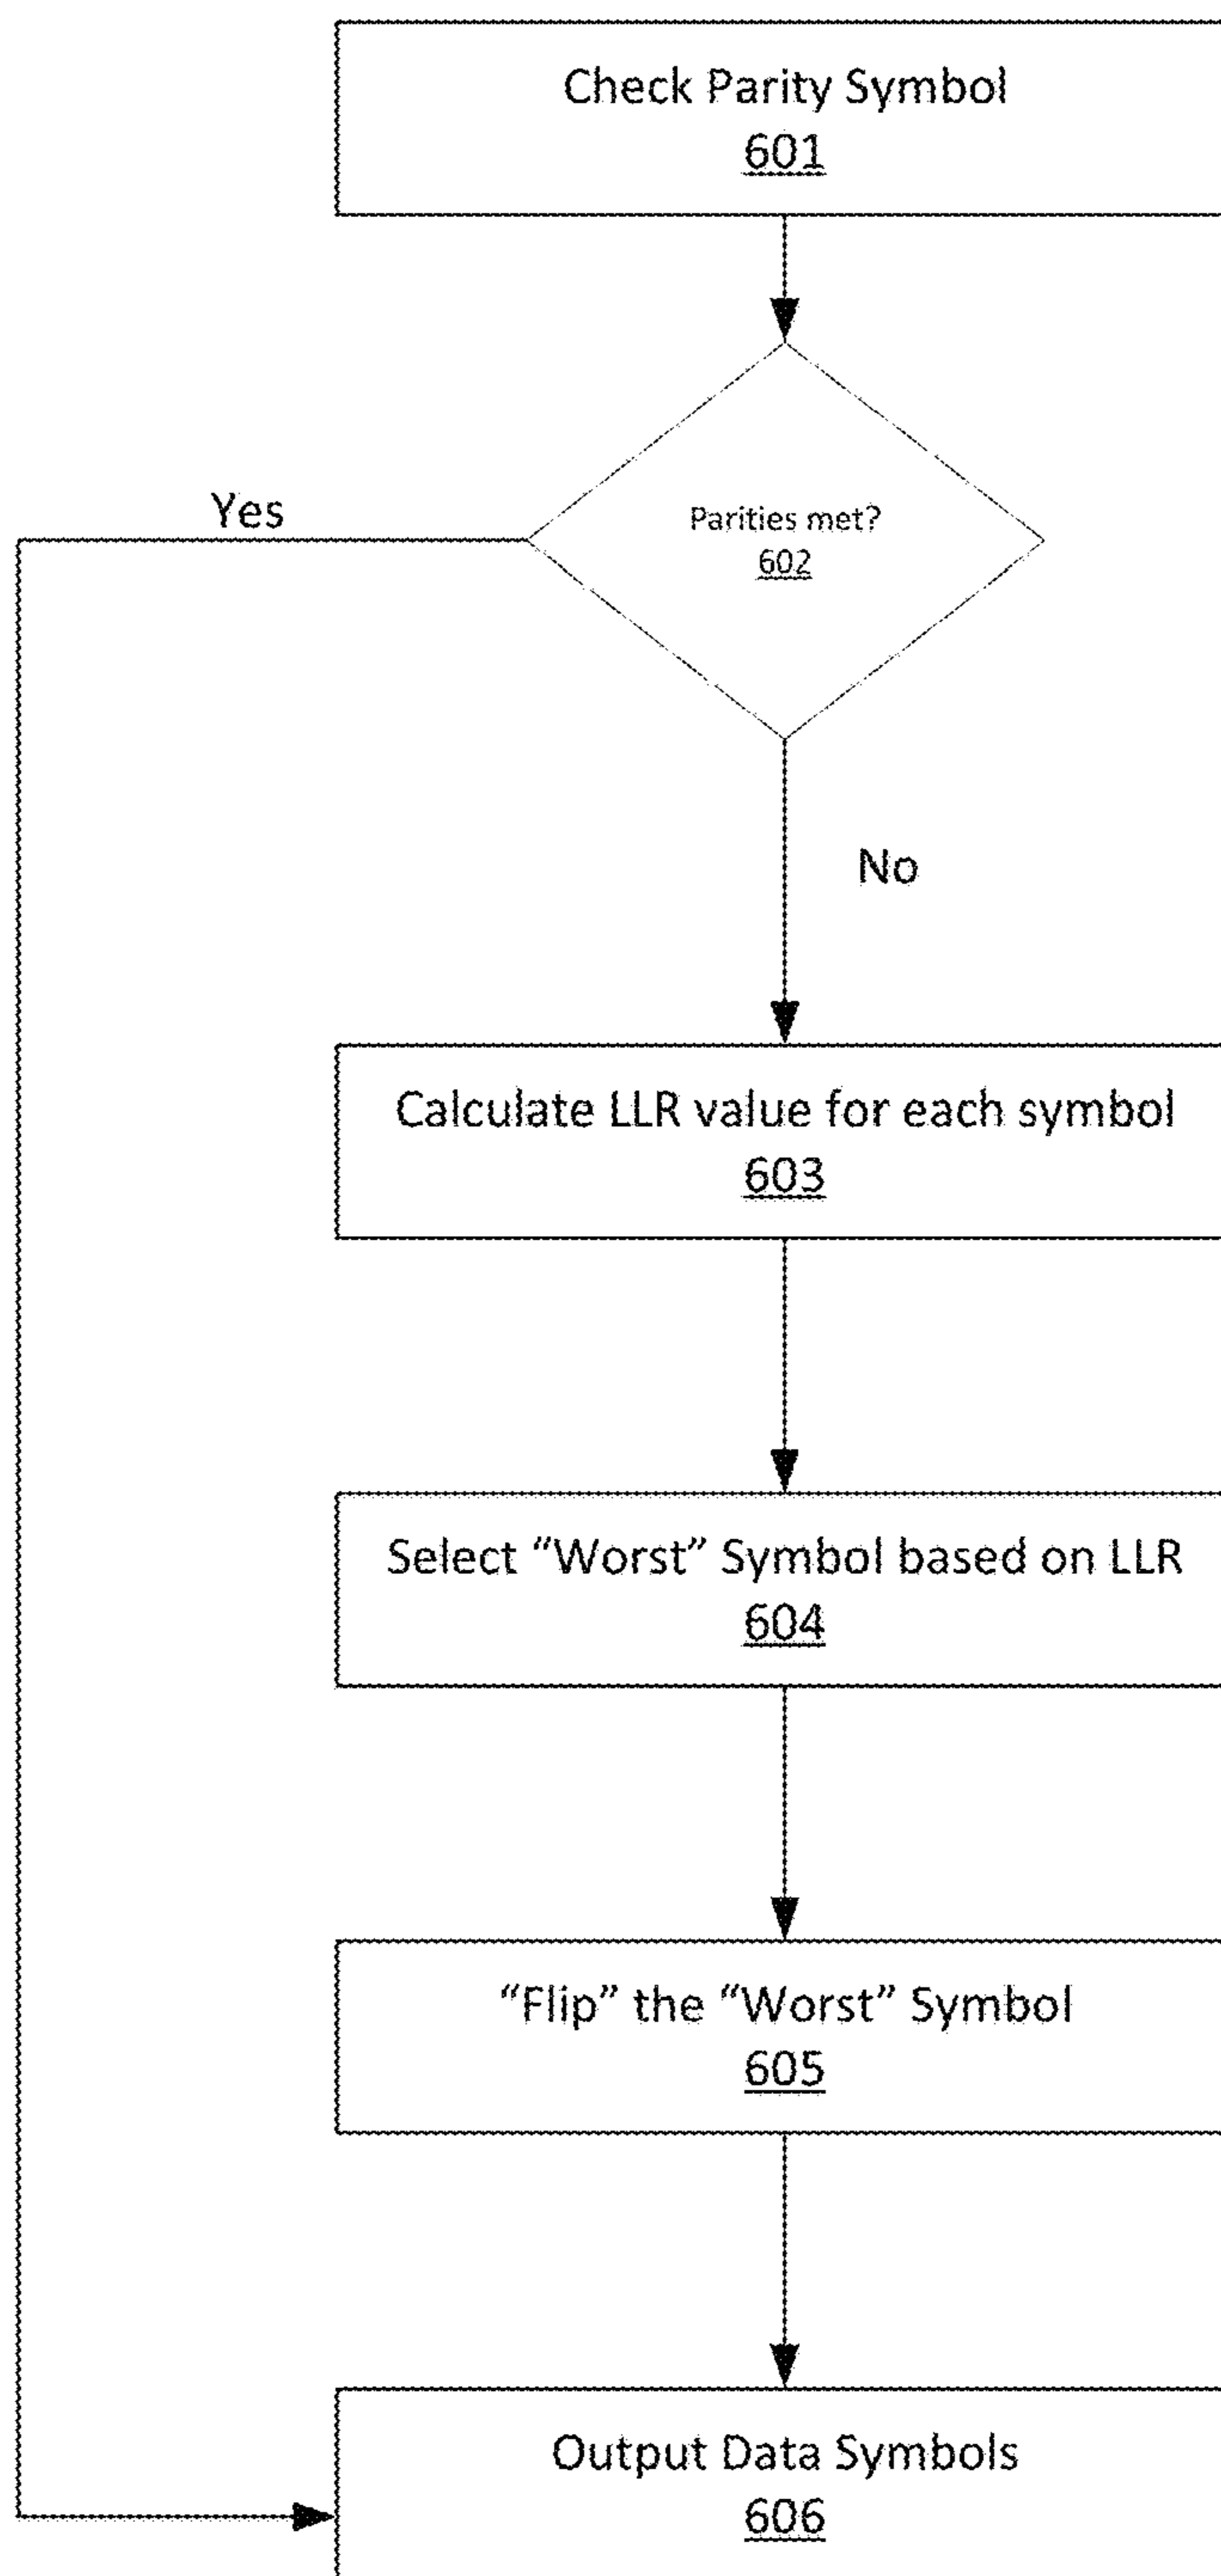 Check Parity Symbol
601
Parities met?
602
Yes
No
Calculate LLR value for each symbol
603
Select “Worst” Symbol based on LLR
604
“Flip” the “Worst” Symbol
605
Output Data Symbols
606